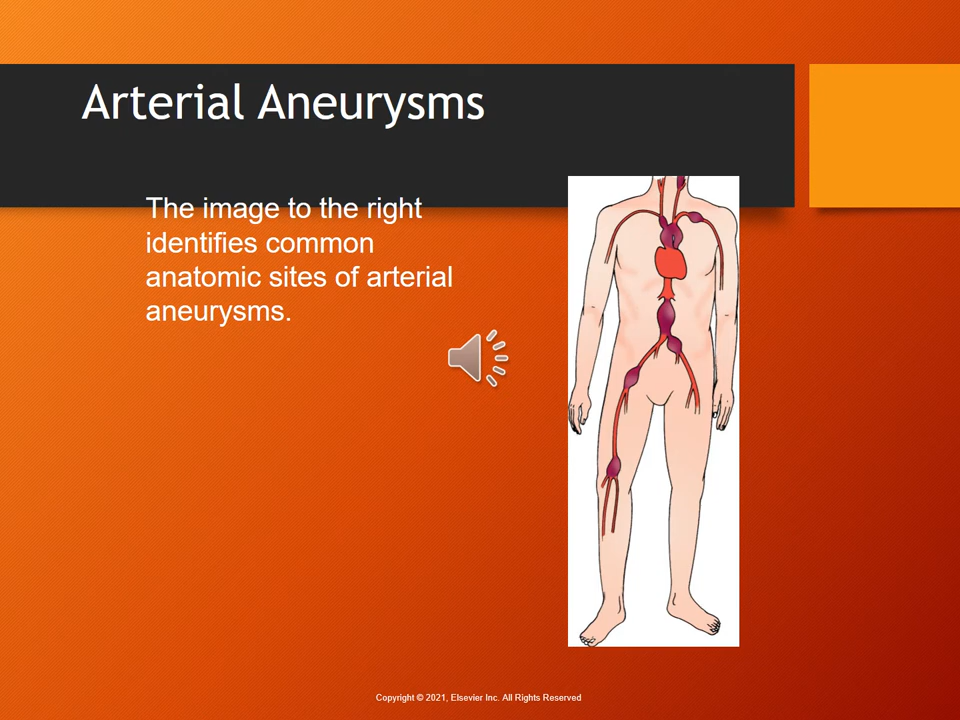 Arterial Aneurysms
The image to the right
identifies common
anatomic sites of arterial
aneurysms.
Copyright © 2021, Elsevier Inc. All Rights Reserved